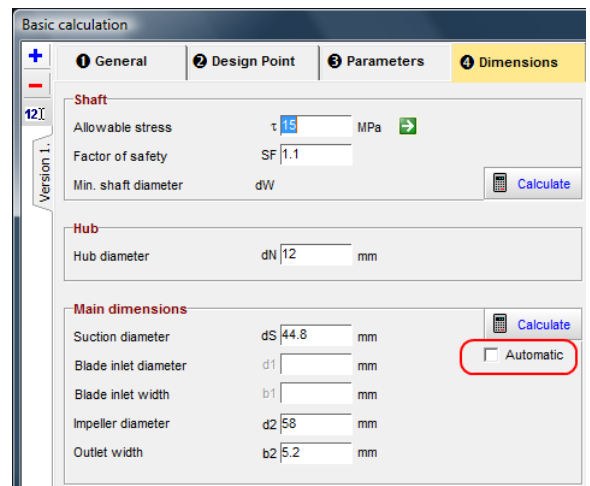 Basic calculation
❶ General ❷ Design Point ❸ Parameters ❹ Dimensions
Shaft
Allowable stress τ 15 MPa
Factor of safety SF 1.1
Min. shaft diameter dW Calculate
Version 1.
Hub
Hub diameter dN 12 mm
Main dimensions
Calculate
Suction diameter dS 44.8 mm
Automatic
Blade inlet diameter d1 mm
Blade inlet width b1 mm
Impeller diameter d2 58 mm
Outlet width b2 5.2 mm